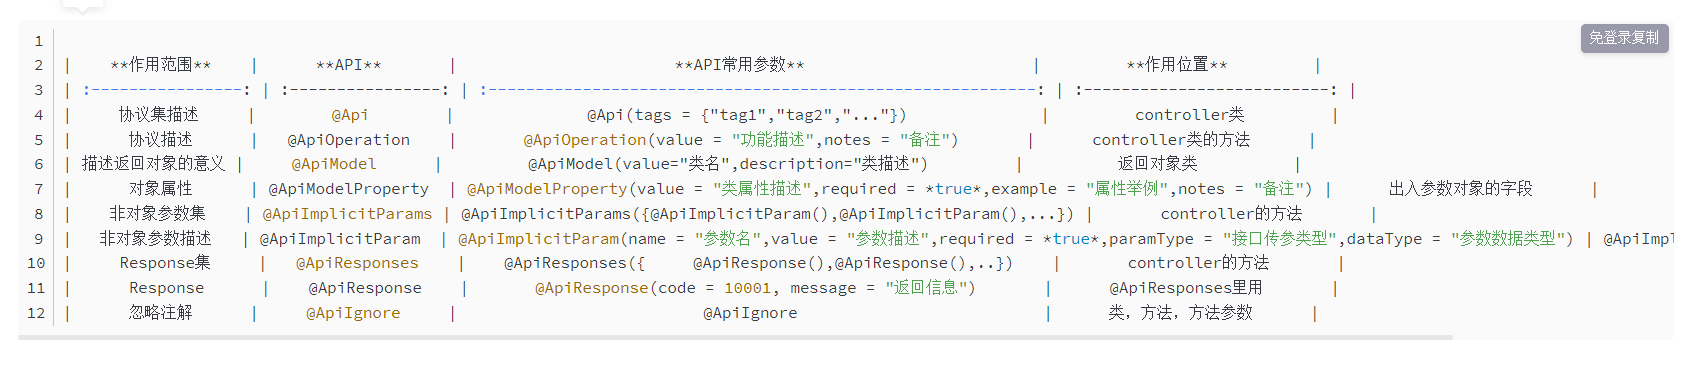 免登录复制
1
2 | **作用范围** | **API** | **API常用参数** | **作用位置** |
3 | :----------------: | :----------------: | :----------------------------------------------------------: | :--------------------------: |
4 | 协议集描述 | @Api | @Api(tags = {"tag1","tag2","..."}) | controller类 |
5 | 协议描述 | @ApiOperation | @ApiOperation(value = "功能描述",notes = "备注") | controller类的方法 |
6 | 描述返回对象的意义 | @ApiModel | @ApiModel(value="类名",description="类描述") | 返回对象类 |
7 | 对象属性 | @ApiModelProperty | @ApiModelProperty(value = "类属性描述",required = *true*,example = "属性举例",notes = "备注") | 出入参数对象的字段 |
8 | 非对象参数集 | @ApiImplicitParams | @ApiImplicitParams({@ApiImplicitParam(),@ApiImplicitParam(),...}) | controller的方法 |
9 | 非对象参数描述 | @ApiImplicitParam | @ApiImplicitParam(name = "参数名",value = "参数描述",required = *true*,paramType = "接口传参类型",dataType = "参数数据类型") | @ApiImpl
10 | Response集 | @ApiResponses | @ApiResponses({ @ApiResponse(),@ApiResponse(),..}) | controller的方法 |
11 | Response | @ApiResponse | @ApiResponse(code = 10001, message = "返回信息") | @ApiResponses里用 |
12 | 忽略注解 | @ApiIgnore | @ApiIgnore | 类，方法，方法参数 |